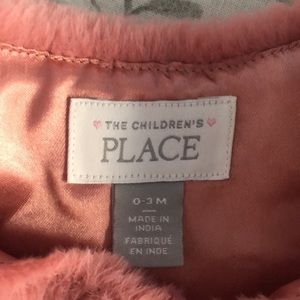 THE CHILDREN'S
PLACE
0-3 M
MADE IN
INDIA
FABRIQUÉ
EN INDE